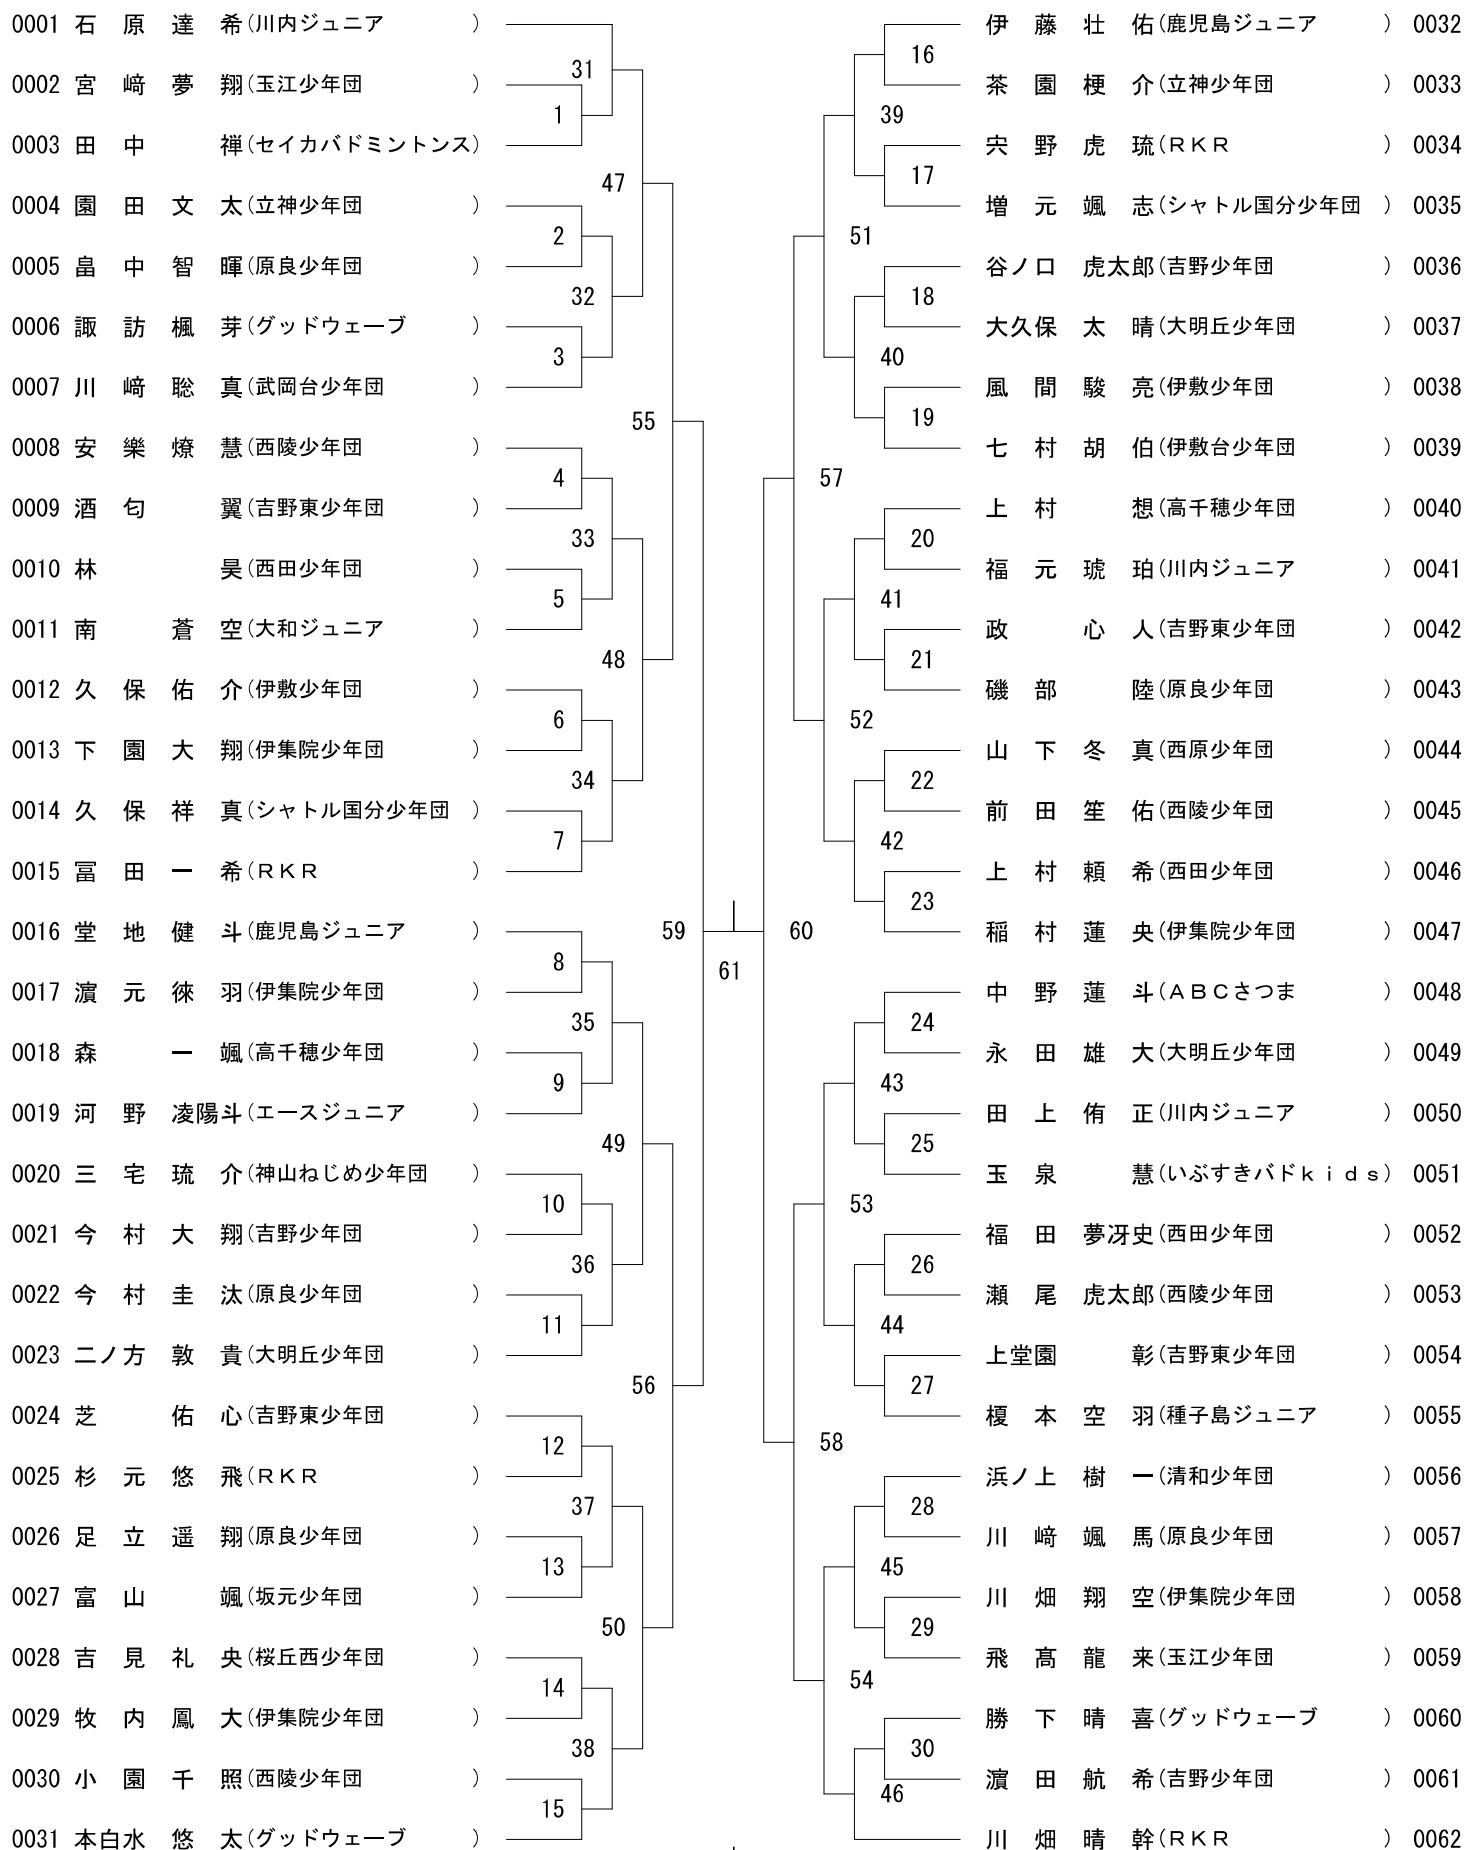 0001 石 原 達 希(川内ジュニア)
0002 宮 﨑 夢 翔(玉江少年団)
0003 田 中 禅(セイカバドミントンス)
0004 園 田 文 太(立神少年団)
0005 畠 中 智 暉(原良少年団)
0006 諏 訪 楓 芽(グッドウェーブ)
0007 川 﨑 聡 真(武岡台少年団)
0008 安 樂 燎 慧(西陵少年団)
0009 酒 匂 翼(吉野東少年団)
0010 林 昊(西田少年団)
0011 南 蒼 空(大和ジュニア)
0012 久 保 佑 介(伊敷少年団)
0013 下 園 大 翔(伊集院少年団)
0014 久 保 祥 真(シャトル国分少年団)
0015 冨 田 一 希(RKR)
0016 堂 地 健 斗(鹿児島ジュニア)
0017 濵 元 徠 羽(伊集院少年団)
0018 森 一 颯(高千穂少年団)
0019 河 野 凌陽斗(エースジュニア)
0020 三 宅 琉 介(神山ねじめ少年団)
0021 今 村 大 翔(吉野少年団)
0022 今 村 圭 汰(原良少年団)
0023 二ノ方 敦 貴(大明丘少年団)
0024 芝 佑 心(吉野東少年団)
0025 杉 元 悠 飛(RKR)
0026 足 立 遥 翔(原良少年団)
0027 富 山 颯(坂元少年団)
0028 吉 見 礼 央(桜丘西少年団)
0029 牧 内 鳳 大(伊集院少年団)
0030 小 園 千 照(西陵少年団)
0031 本白水 悠 太(グッドウェーブ)
1
2
3
4
5
6
7
8
9
10
11
12
13
14
15
31
32
33
34
35
36
37
38
47
48
49
50
55
56
59
61
60
57
58
51
52
53
54
39
40
41
42
43
44
45
46
16
17
18
19
20
21
22
23
24
25
26
27
28
29
30
伊 藤 壮 佑(鹿児島ジュニア) 0032
茶 園 梗 介(立神少年団) 0033
宍 野 虎 琉(RKR) 0034
増 元 颯 志(シャトル国分少年団) 0035
谷ノ口 虎太郎(吉野少年団) 0036
大久保 太 晴(大明丘少年団) 0037
風 間 駿 亮(伊敷少年団) 0038
七 村 胡 伯(伊敷台少年団) 0039
上 村 想(高千穂少年団) 0040
福 元 琥 珀(川内ジュニア) 0041
政 心 人(吉野東少年団) 0042
磯 部 陸(原良少年団) 0043
山 下 冬 真(西原少年団) 0044
前 田 笙 佑(西陵少年団) 0045
上 村 頼 希(西田少年団) 0046
稲 村 蓮 央(伊集院少年団) 0047
中 野 蓮 斗(ABCさつま) 0048
永 田 雄 大(大明丘少年団) 0049
田 上 侑 正(川内ジュニア) 0050
玉 泉 慧(いぶすきバドkids) 0051
福 田 夢冴史(西田少年団) 0052
瀬 尾 虎太郎(西陵少年団) 0053
上堂園 彰(吉野東少年団) 0054
榎 本 空 羽(種子島ジュニア) 0055
浜ノ上 樹 一(清和少年団) 0056
川 﨑 颯 馬(原良少年団) 0057
川 畑 翔 空(伊集院少年団) 0058
飛 髙 龍 来(玉江少年団) 0059
勝 下 晴 喜(グッドウェーブ) 0060
濵 田 航 希(吉野少年団) 0061
川 畑 晴 幹(RKR) 0062